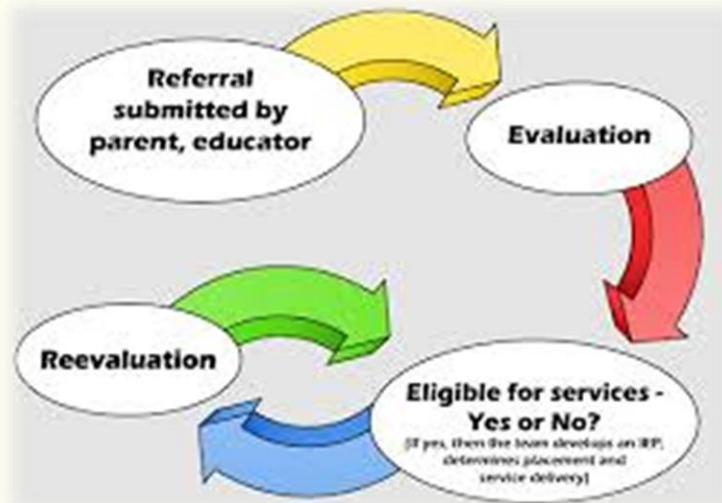 Referral
submitted by
parent, educator
Evaluation
Eligible for services -
Yes or No?
(If yes, then the team develops an IEP,
determines placement and
service delivery)
Reevaluation